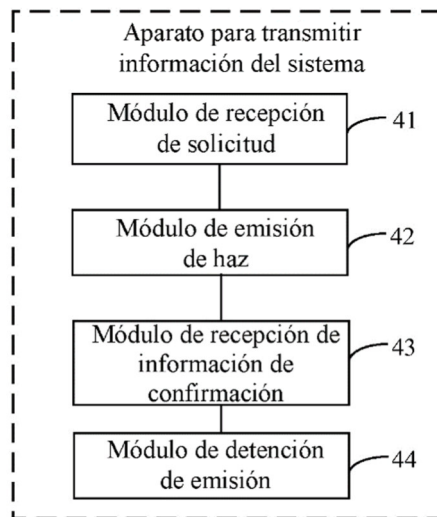 Aparato para transmitir
información del sistema
Módulo de recepción
de solicitud
41
Módulo de emisión
de haz
42
Módulo de recepción de
información de
confirmación
43
Módulo de detención
de emisión
44